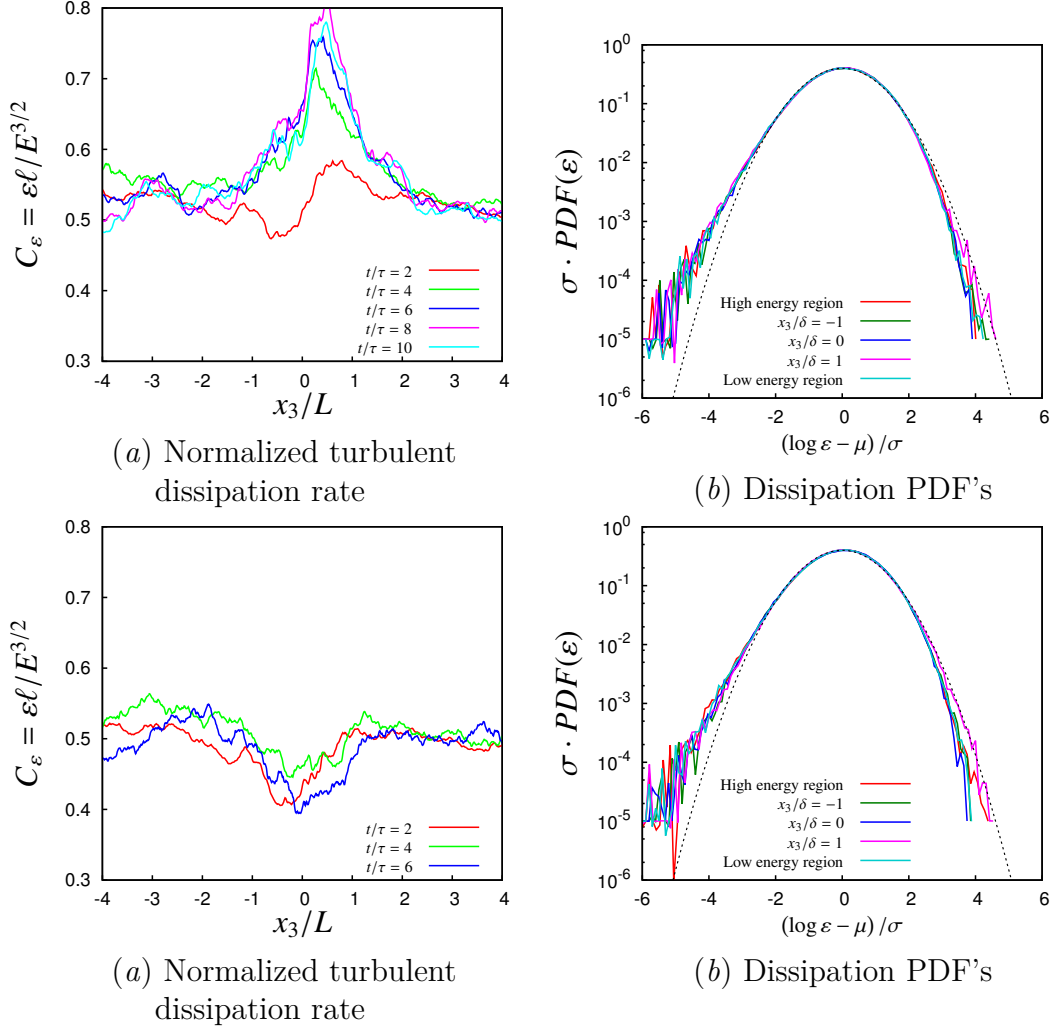 0.8
0.7
0.6
0.5
0.4
0.3
C_ε = εℓ/E^{3/2}
t/τ = 2
t/τ = 4
t/τ = 6
t/τ = 8
t/τ = 10
-4 -3 -2 -1 0 1 2 3 4
x_3/L
(a) Normalized turbulent
dissipation rate
10^0
10^{-1}
10^{-2}
10^{-3}
10^{-4}
10^{-5}
10^{-6}
σ · PDF(ε)
High energy region
x_3/δ = −1
x_3/δ = 0
x_3/δ = 1
Low energy region
-6 -4 -2 0 2 4 6
(log ε − μ)/σ
(b) Dissipation PDF's
0.8
0.7
0.6
0.5
0.4
0.3
C_ε = εℓ/E^{3/2}
t/τ = 2
t/τ = 4
t/τ = 6
-4 -3 -2 -1 0 1 2 3 4
x_3/L
(a) Normalized turbulent
dissipation rate
10^0
10^{-1}
10^{-2}
10^{-3}
10^{-4}
10^{-5}
10^{-6}
σ · PDF(ε)
High energy region
x_3/δ = −1
x_3/δ = 0
x_3/δ = 1
Low energy region
-6 -4 -2 0 2 4 6
(log ε − μ)/σ
(b) Dissipation PDF's